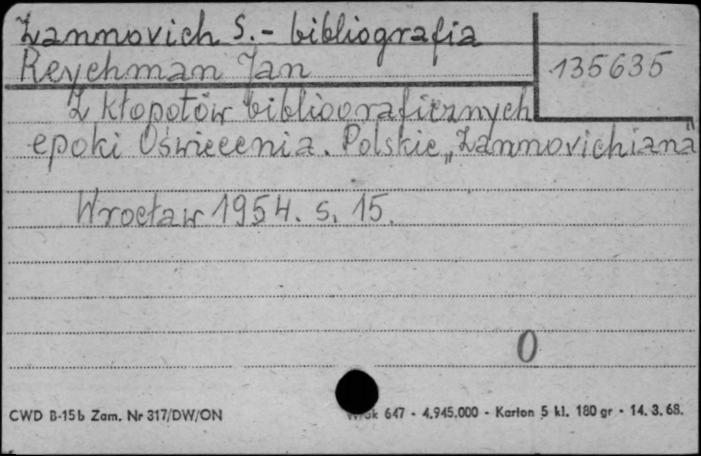 Zannovich S. - bibliografia
Reychman Jan
135635
Z kłopotów bibliograficznych
epoki Oświecenia. Polskie „Zannovichiana”
Wrocław 1954. s. 15.
0
CWD B-15b Zam. Nr 317/DW/ON
647 - 4.945.000 - Karton 5 kl. 180 gr - 14. 3. 68.